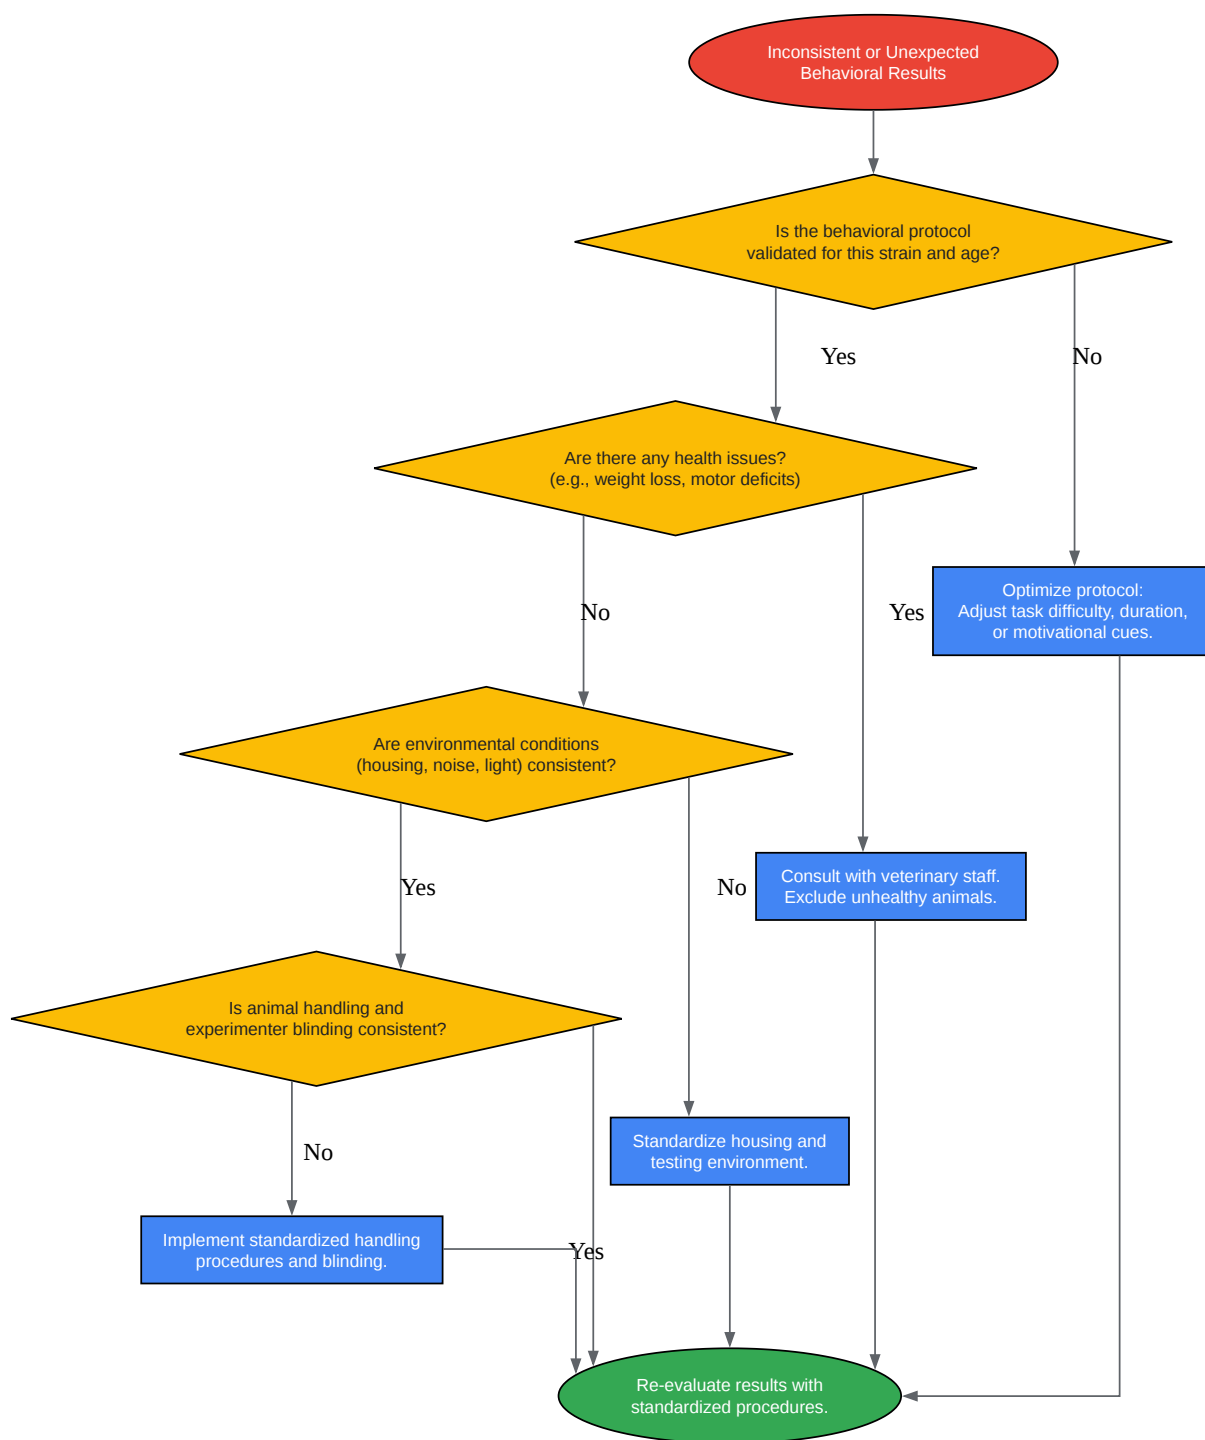 Inconsistent or Unexpected
Behavioral Results
Is the behavioral protocol
validated for this strain and age?
Yes
No
Are there any health issues?
(e.g., weight loss, motor deficits)
Optimize protocol:
Adjust task difficulty, duration,
or motivational cues.
No
Yes
Are environmental conditions
(housing, noise, light) consistent?
Consult with veterinary staff.
Exclude unhealthy animals.
Yes
No
Is animal handling and
experimenter blinding consistent?
Standardize housing and
testing environment.
No
Implement standardized handling
procedures and blinding.
Yes
Re-evaluate results with
standardized procedures.